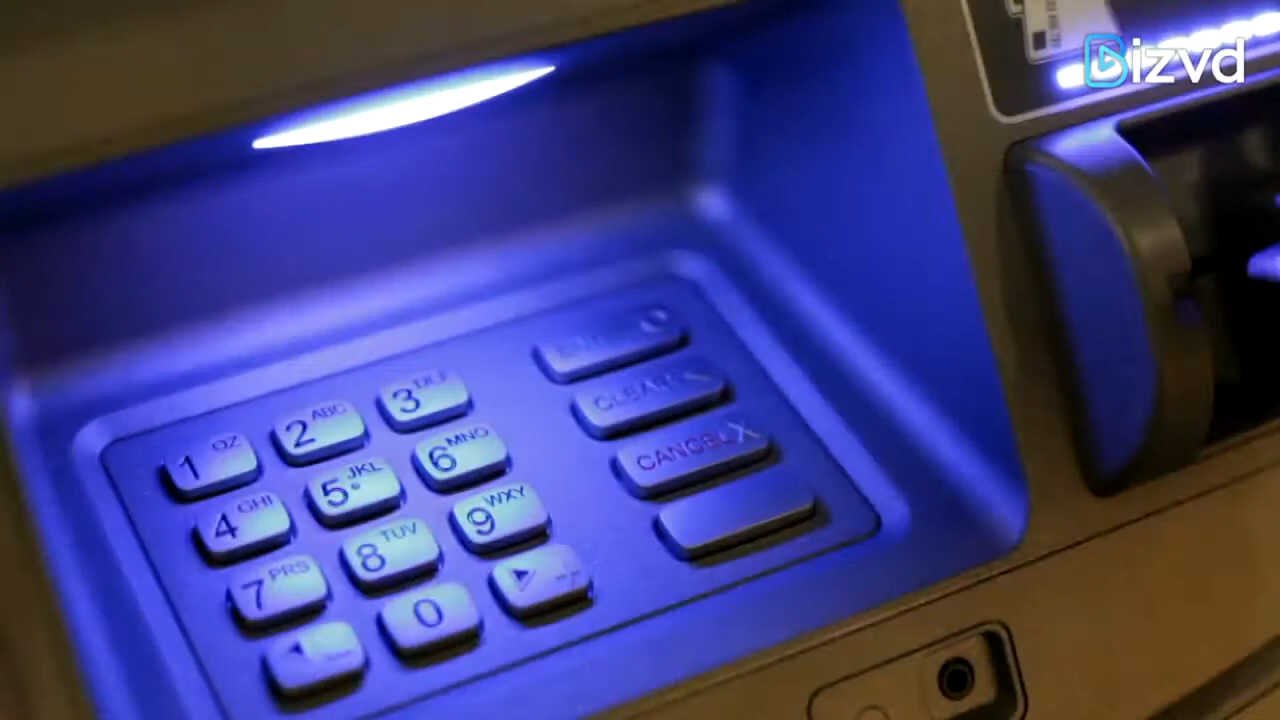 Bizvd
1 QZ
2 ABC
3 DEF
4 GHI
5 JKL
6 MNO
7 PRS
8 TUV
9 WXY
0
CLEAR
CANCEL X